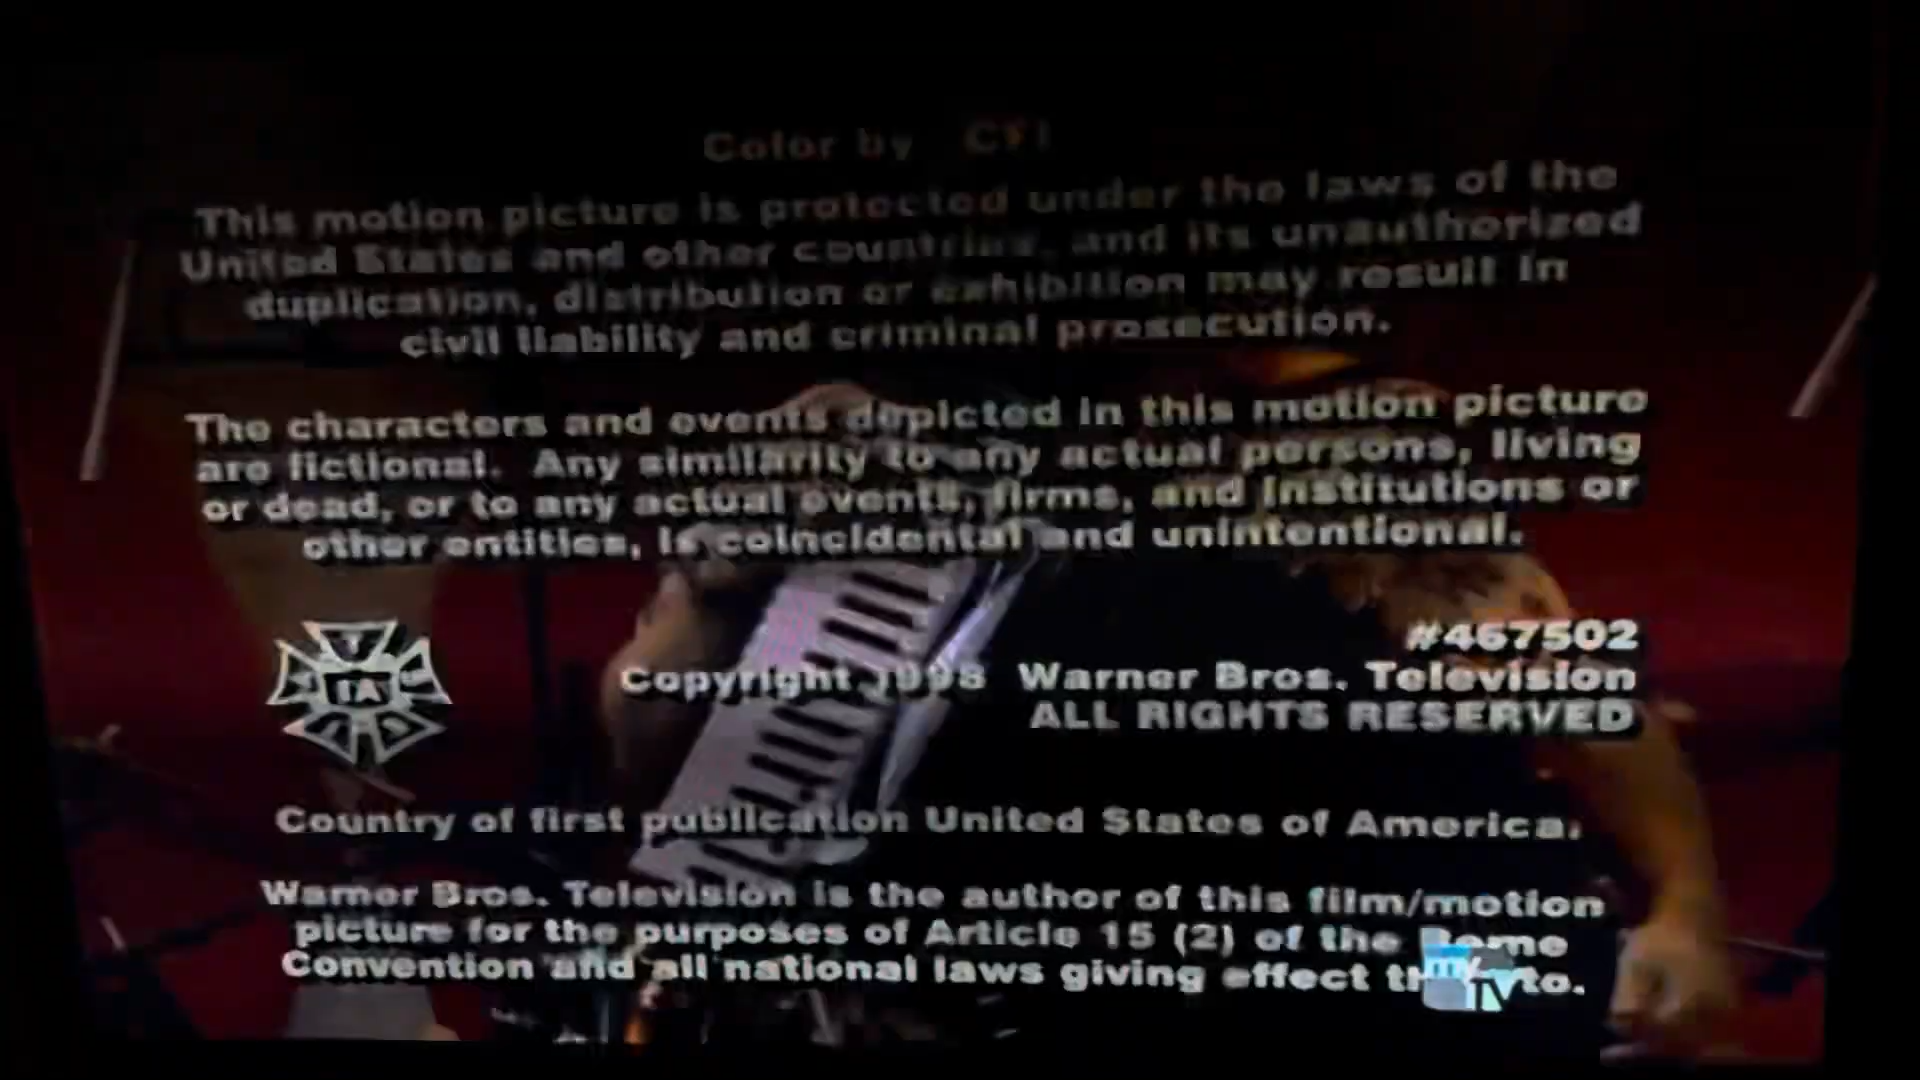 Color by CFI
This motion picture is protected under the laws of the
United States and other countries, and its unauthorized
duplication, distribution or exhibition may result in
civil liability and criminal prosecution.
The characters and events depicted in this motion picture
are fictional. Any similarity to any actual persons, living
or dead, or to any actual events, firms, and institutions or
other entities, is coincidental and unintentional.
IA
#467502
Copyright 1998 Warner Bros. Television
ALL RIGHTS RESERVED
Country of first publication United States of America.
Warner Bros. Television is the author of this film/motion
picture for the purposes of Article 15 (2) of the Berne
Convention and all national laws giving effect thereto.
my
TV